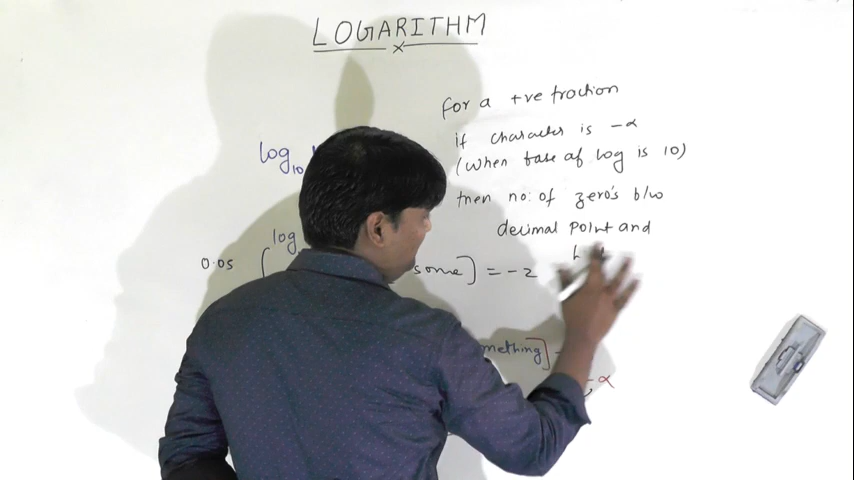 LOGARITHM
x
for a +ve fraction
if character is -α
(when base of log is 10)
then no: of zero's b/w
decimal point and
log10
log
0.05 [ some] = -2
mething]
- α